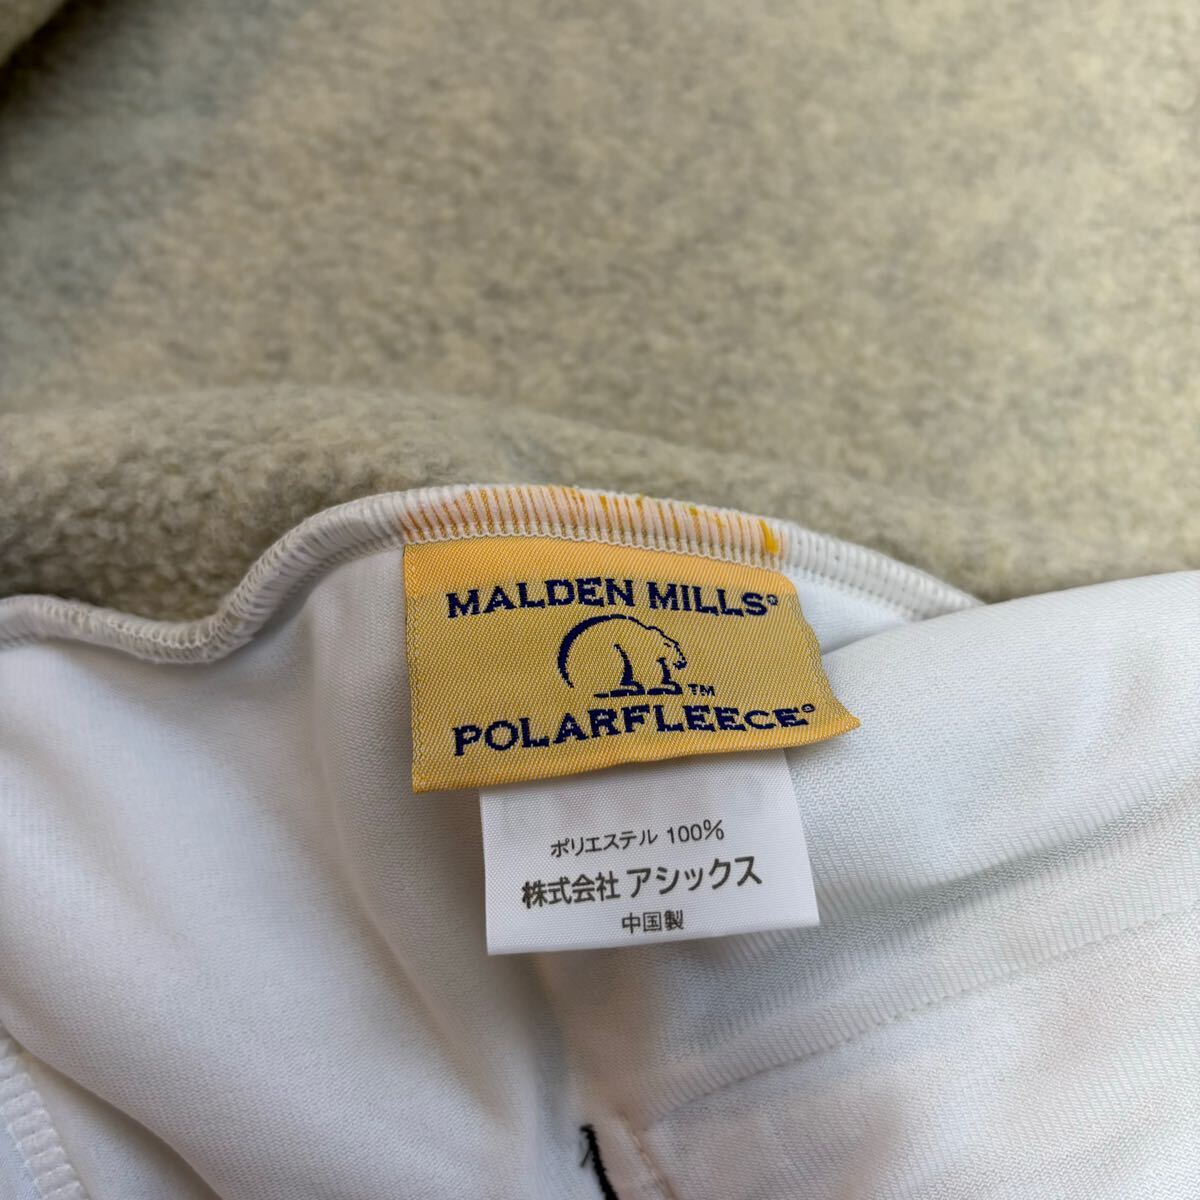 MALDEN MILLS®
TM
POLARFLEECE®
ポリエステル 100%
株式会社 アシックス
中国製